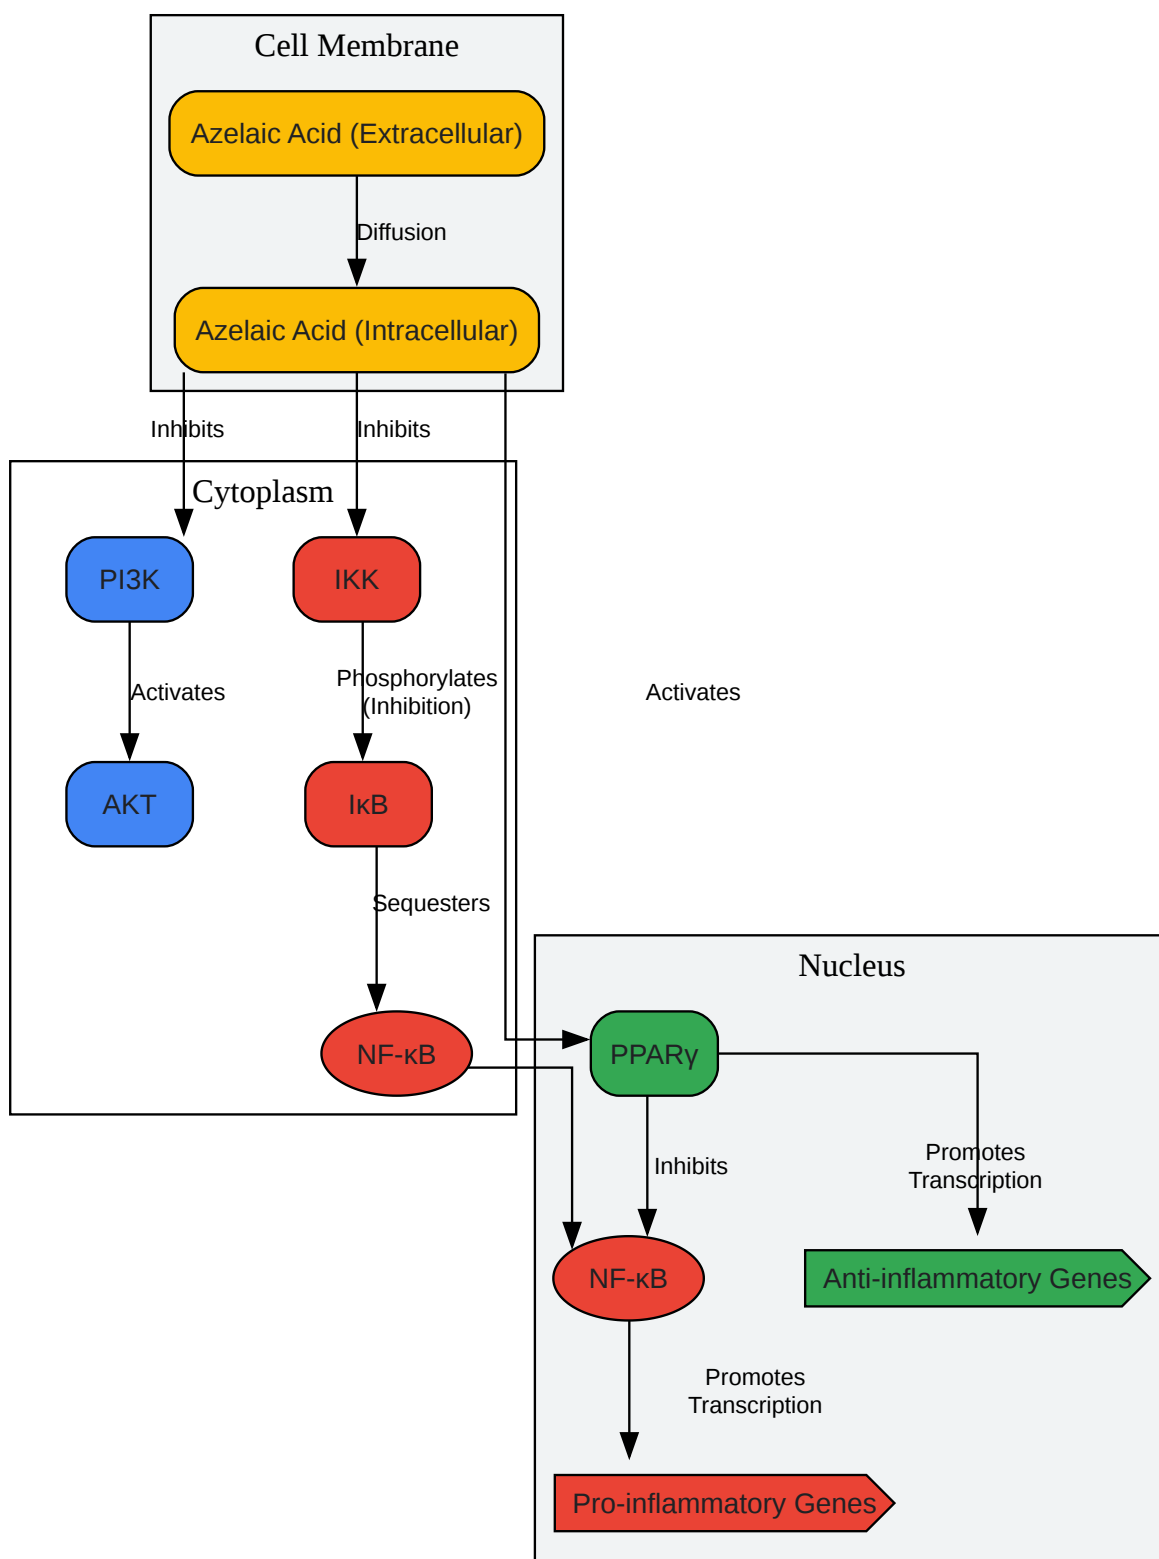 Cell Membrane
Azelaic Acid (Extracellular)
Diffusion
Azelaic Acid (Intracellular)
Inhibits
Inhibits
Cytoplasm
PI3K
IKK
Activates
Phosphorylates
(Inhibition)
Activates
AKT
IκB
Sequesters
Nucleus
NF-κB
PPARγ
Inhibits
Promotes
Transcription
NF-κB
Anti-inflammatory Genes
Promotes
Transcription
Pro-inflammatory Genes